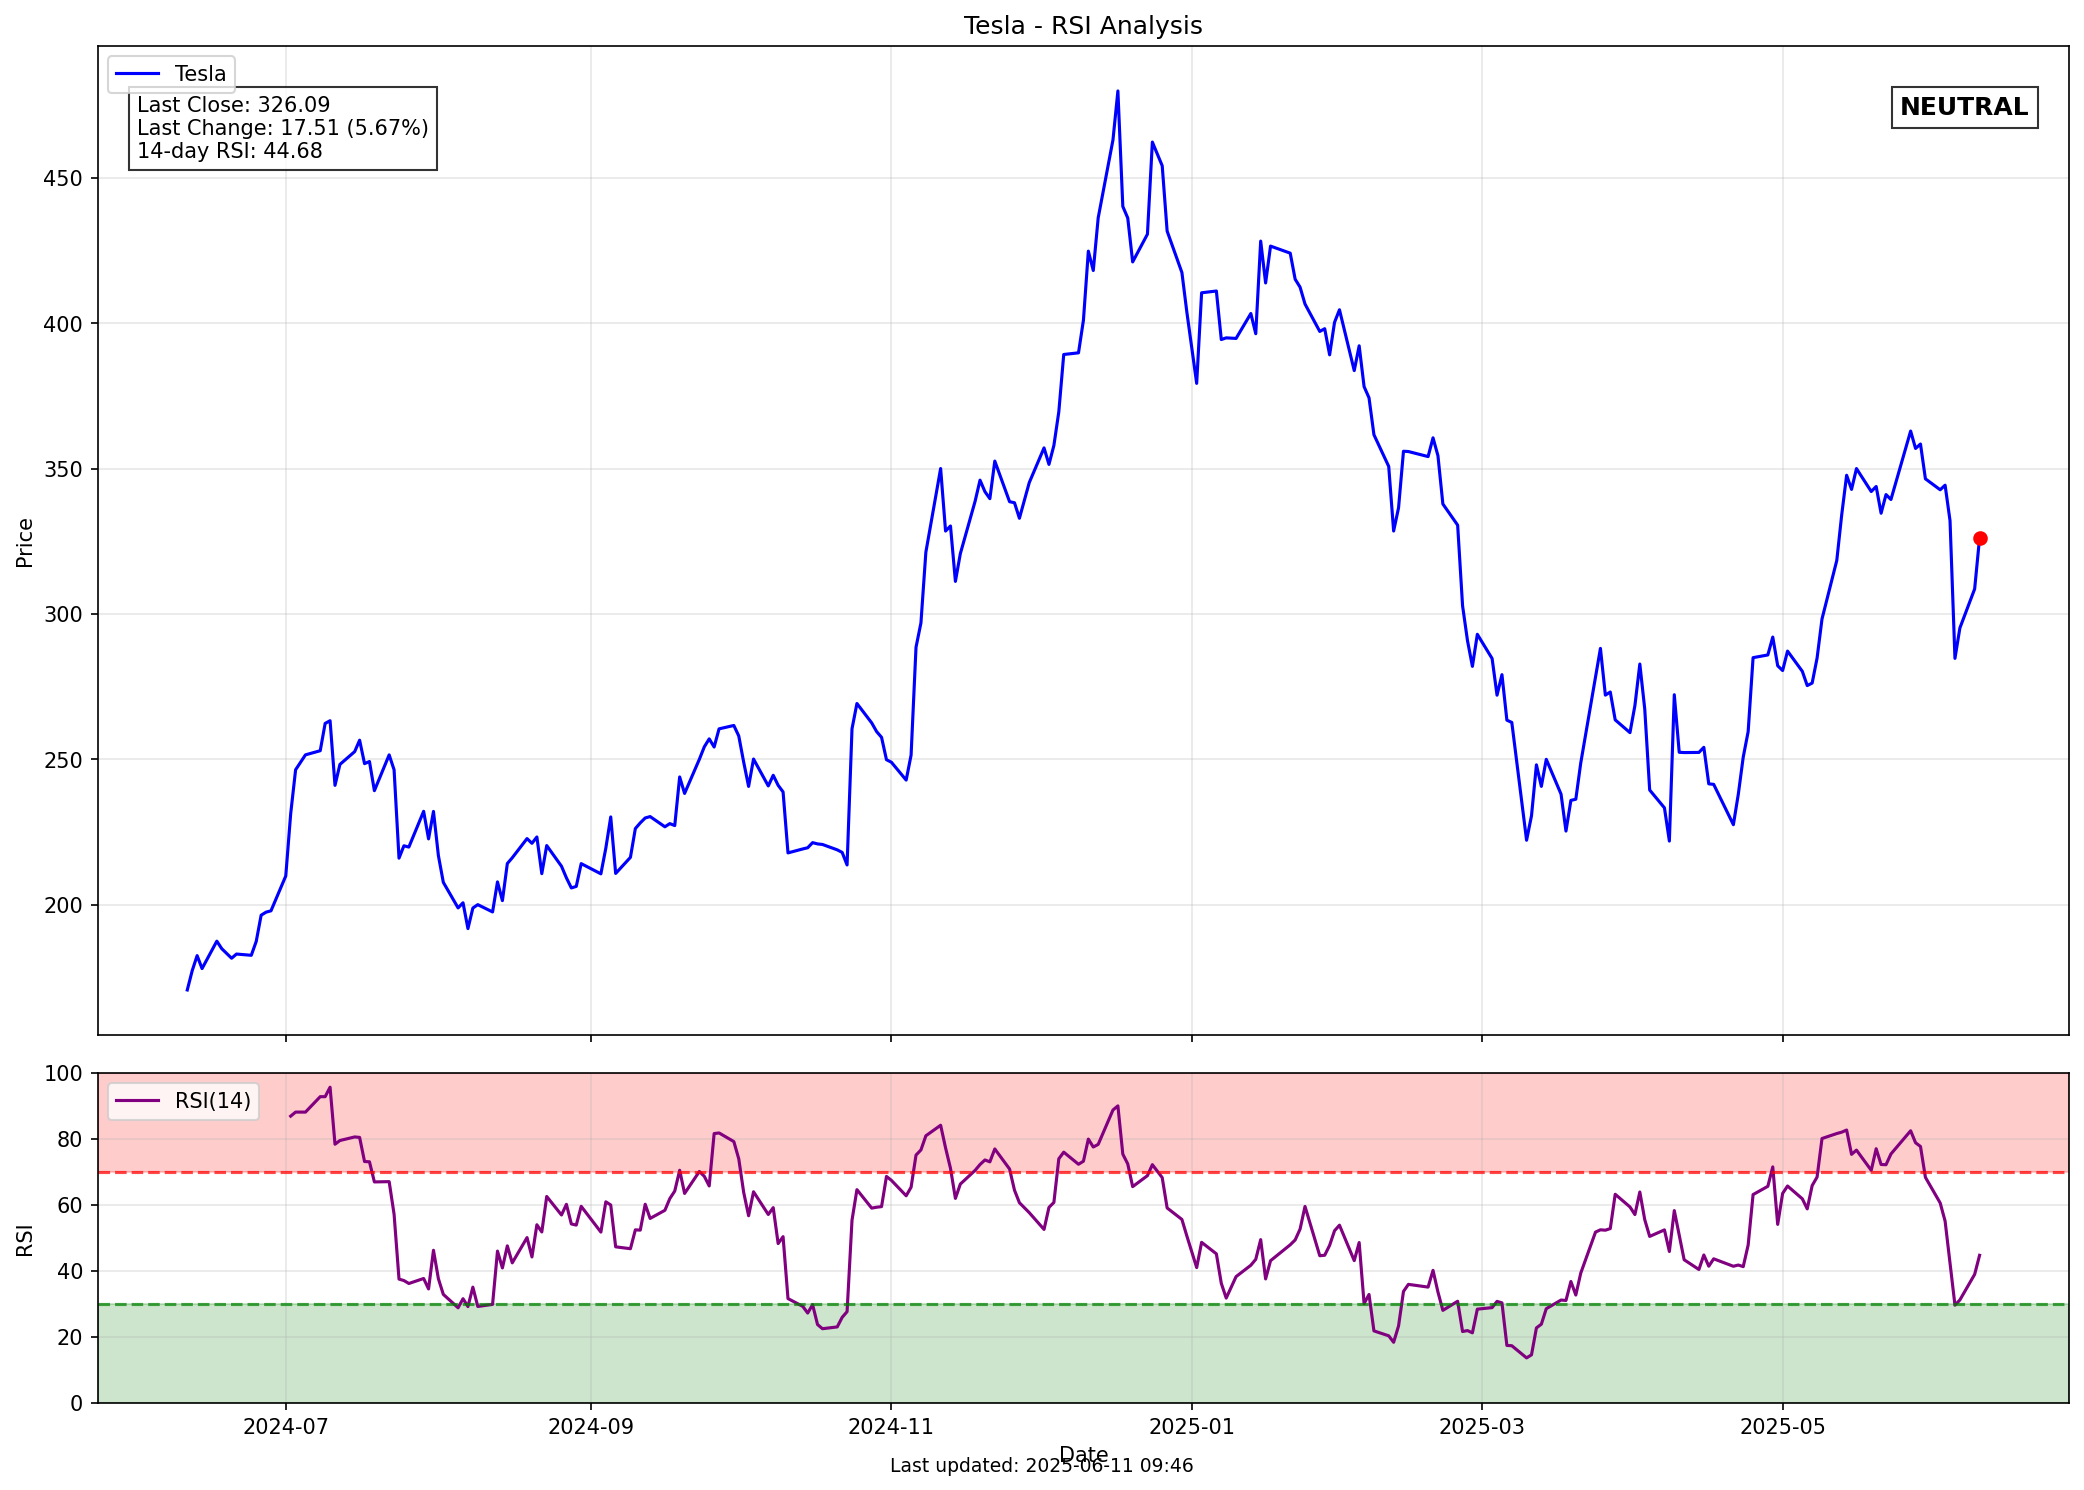 Tesla - RSI Analysis
Tesla
Last Close: 326.09
Last Change: 17.51 (5.67%)
14-day RSI: 44.68
NEUTRAL
450
400
350
300
250
200
Price
100
80
60
40
20
0
RSI
RSI(14)
2024-07
2024-09
2024-11
2025-01
2025-03
2025-05
Date
Last updated: 2025-06-11 09:46